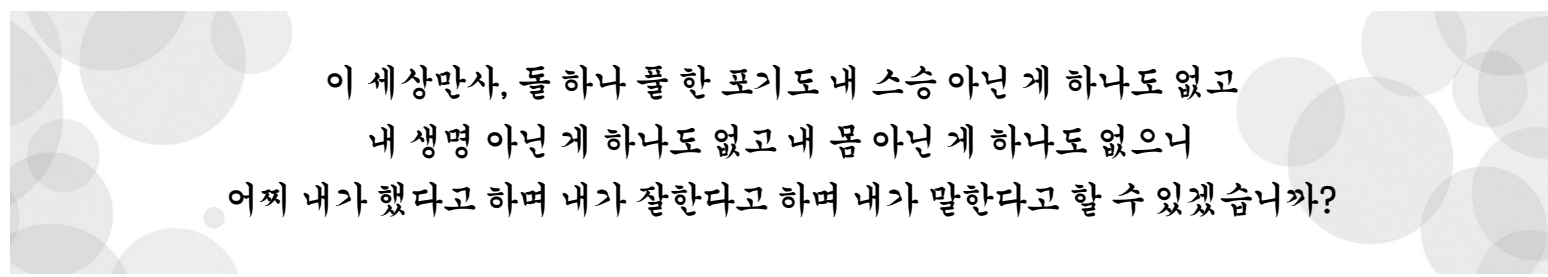 이 세상만사, 돌 하나 풀 한 포기도 내 스승 아닌 게 하나도 없고
내 생명 아닌 게 하나도 없고 내 몸 아닌 게 하나도 없으니
어찌 내가 했다고 하며 내가 잘한다고 하며 내가 말한다고 할 수 있겠습니까?